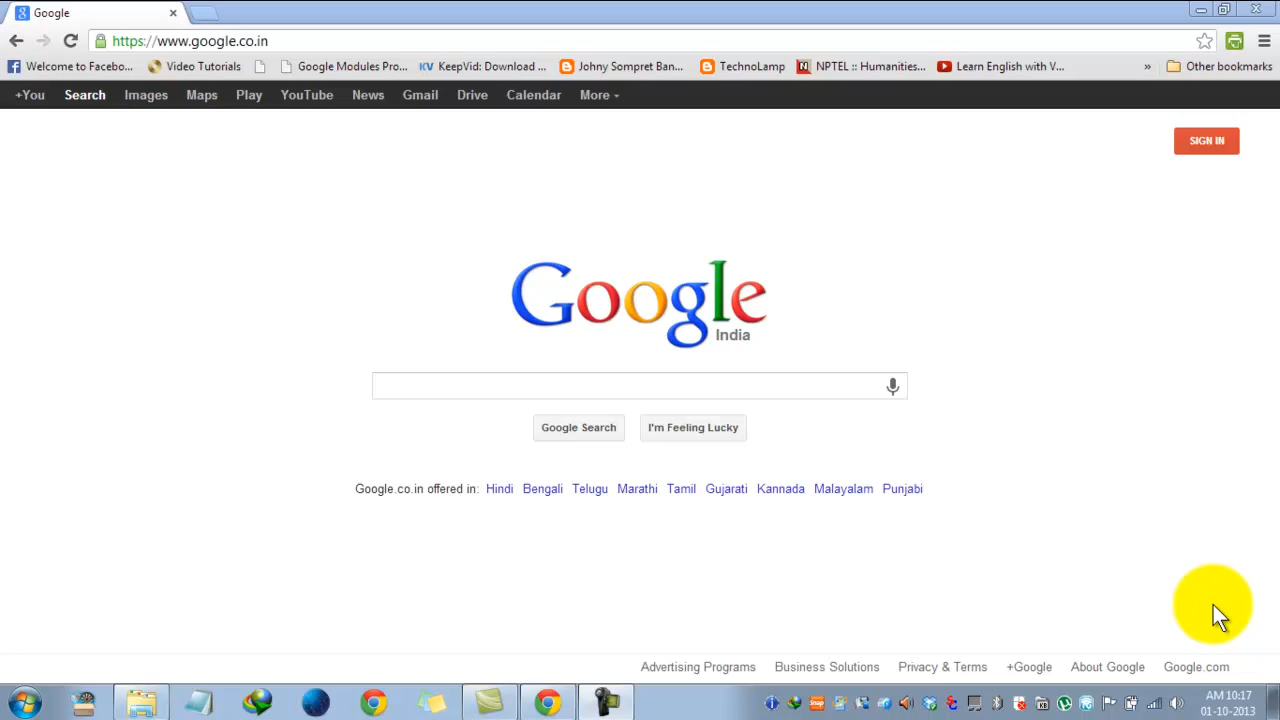 Google
https://www.google.co.in
Welcome to Facebo... Video Tutorials Google Modules Pro... KV KeepVid: Download ... Johny Sompret Ban... TechnoLamp NPTEL :: Humanities... Learn English with V... » Other bookmarks
+You Search Images Maps Play YouTube News Gmail Drive Calendar More
SIGN IN
Google
India
Google Search I'm Feeling Lucky
Google.co.in offered in: Hindi Bengali Telugu Marathi Tamil Gujarati Kannada Malayalam Punjabi
Advertising Programs Business Solutions Privacy & Terms +Google About Google Google.com
AM 10:17
01-10-2013